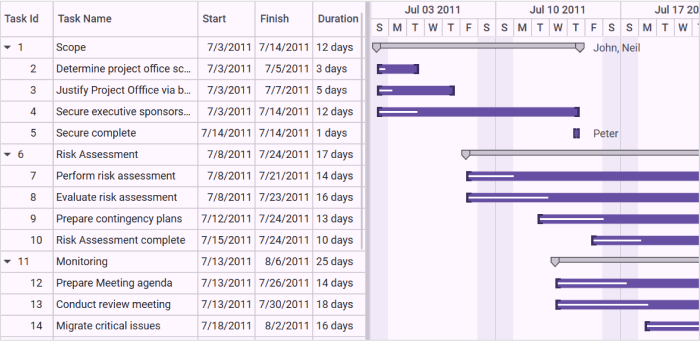 Task Id Task Name Start Finish Duration Jul 03 2011 Jul 10 2011 Jul 17 20
S M T W T F S S M T W T F S S M T W T
1 Scope 7/3/2011 7/14/2011 12 days John, Neil
2 Determine project office sc... 7/3/2011 7/5/2011 3 days
3 Justify Project Offfice via b... 7/3/2011 7/7/2011 5 days
4 Secure executive sponsors... 7/3/2011 7/14/2011 12 days
5 Secure complete 7/14/2011 7/14/2011 1 days Peter
6 Risk Assessment 7/8/2011 7/24/2011 17 days
7 Perform risk assessment 7/8/2011 7/21/2011 14 days
8 Evaluate risk assessment 7/8/2011 7/23/2011 16 days
9 Prepare contingency plans 7/12/2011 7/24/2011 13 days
10 Risk Assessment complete 7/15/2011 7/24/2011 10 days
11 Monitoring 7/13/2011 8/6/2011 25 days
12 Prepare Meeting agenda 7/13/2011 7/26/2011 14 days
13 Conduct review meeting 7/13/2011 7/30/2011 18 days
14 Migrate critical issues 7/18/2011 8/2/2011 16 days